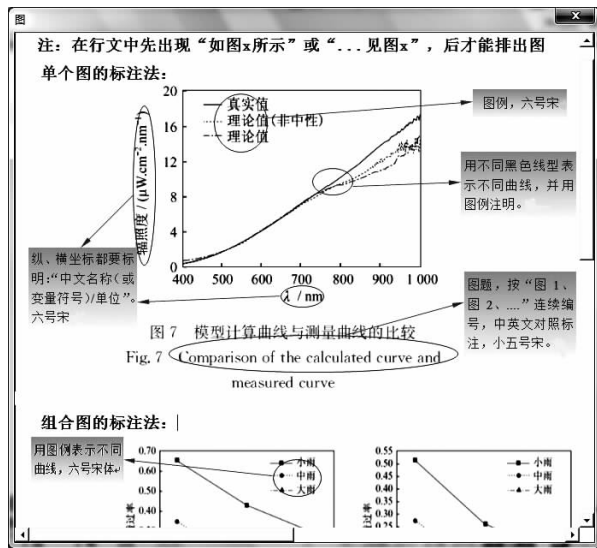 图
注：在行文中先出现“如图x所示”或“...见图x”，后才能排出图
单个图的标注法：
20
16
12
8
4
0
400
500
600
700
800
900
1 000
真实值
理论值(非中性)
理论值
辐照度 / (μW.cm⁻².nm⁻¹)
λ / nm
图例，六号宋
用不同黑色线型表
示不同曲线，并用
图例注明。
纵、横坐标都要标
明:“中文名称（或
变量符号)/单位”。
六号宋
图题，按“图 1、
图 2、....”连续编
号，中英文对照标
注，小五号宋。
图 7 模型计算曲线与测量曲线的比较
Fig. 7 Comparison of the calculated curve and
measured curve
组合图的标注法：
用图例表示不同
曲线，六号宋体
0.70
0.60
0.50
0.40
0.30
小雨
中雨
大雨
过率
0.55
0.50
0.45
0.40
0.35
0.30
0.25
小雨
中雨
大雨
过率